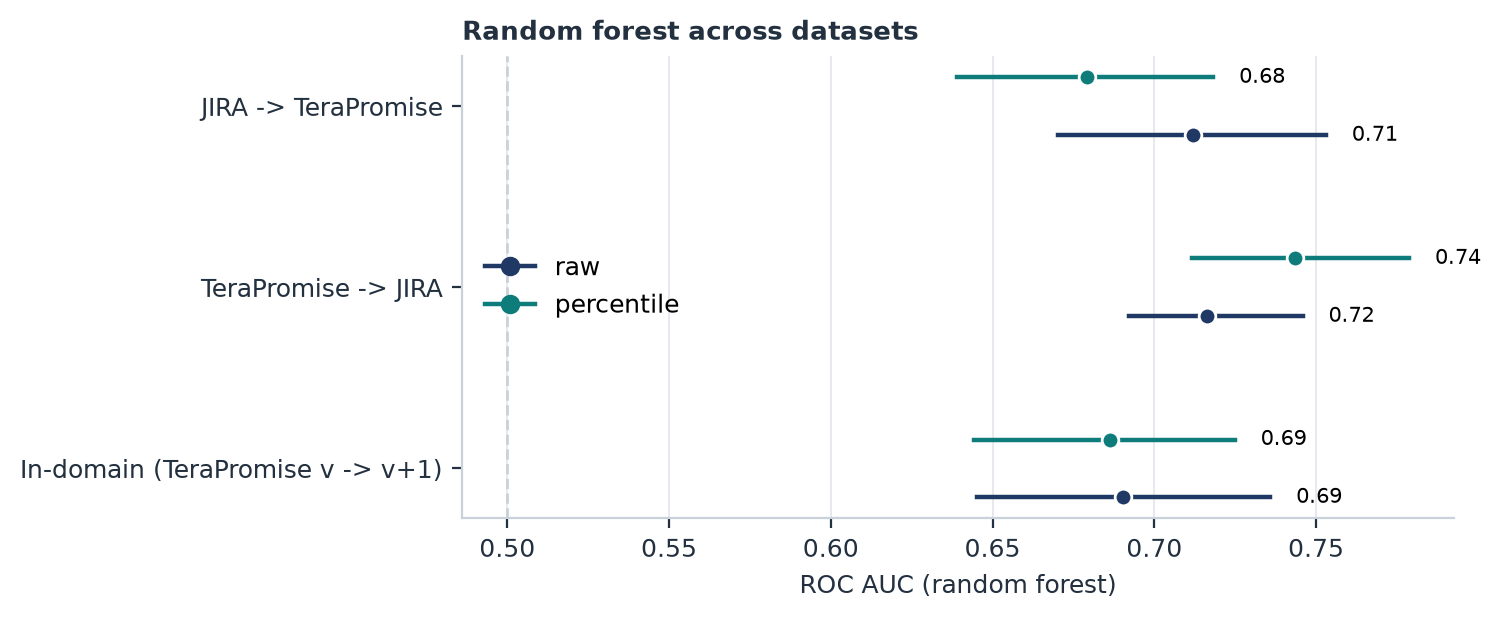 Random forest across datasets
JIRA -> TeraPromise
0.68
0.71
TeraPromise -> JIRA
raw
percentile
0.74
0.72
In-domain (TeraPromise v -> v+1)
0.69
0.69
0.50 0.55 0.60 0.65 0.70 0.75
ROC AUC (random forest)